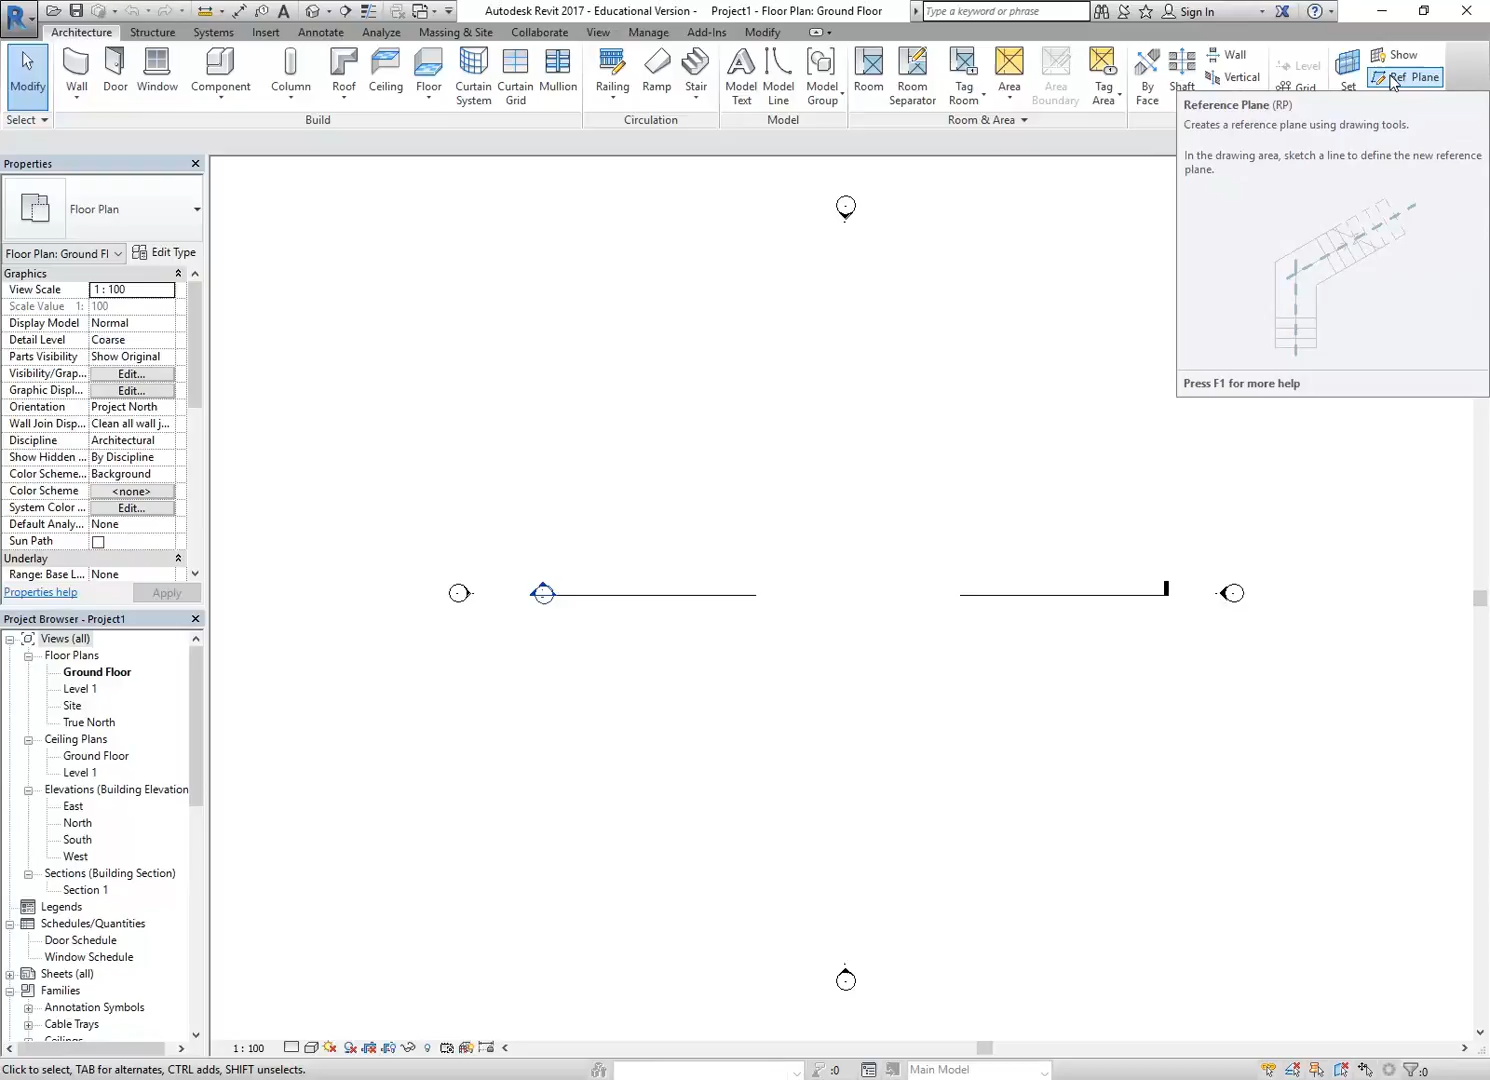 Autodesk Revit 2017 - Educational Version - Project1 - Floor Plan: Ground Floor
Type a keyword or phrase
Sign In
Architecture Structure Systems Insert Annotate Analyze Massing & Site Collaborate View Manage Add-Ins Modify
Modify
Wall
Door
Window
Component
Column
Roof
Ceiling
Floor
Curtain System
Curtain Grid
Mullion
Railing
Ramp
Stair
Model Text
Model Line
Model Group
Room
Room Separator
Tag Room
Area
Area Boundary
Tag Area
By Face
Shaft
Wall
Vertical
Level
Grid
Set
Show
Ref Plane
Select
Build
Circulation
Model
Room & Area
Reference Plane (RP)
Creates a reference plane using drawing tools.
In the drawing area, sketch a line to define the new reference
plane.
Press F1 for more help
Properties
Floor Plan
Floor Plan: Ground Fl
Edit Type
Graphics
View Scale 1 : 100
Scale Value 1: 100
Display Model Normal
Detail Level Coarse
Parts Visibility Show Original
Visibility/Grap... Edit...
Graphic Displ... Edit...
Orientation Project North
Wall Join Disp... Clean all wall j...
Discipline Architectural
Show Hidden ... By Discipline
Color Scheme... Background
Color Scheme <none>
System Color ... Edit...
Default Analy... None
Sun Path
Underlay
Range: Base L... None
Properties help
Apply
Project Browser - Project1
Views (all)
Floor Plans
Ground Floor
Level 1
Site
True North
Ceiling Plans
Ground Floor
Level 1
Elevations (Building Elevation
East
North
South
West
Sections (Building Section)
Section 1
Legends
Schedules/Quantities
Door Schedule
Window Schedule
Sheets (all)
Families
Annotation Symbols
Cable Trays
1 : 100
Click to select, TAB for alternates, CTRL adds, SHIFT unselects.
:0
Main Model
:0